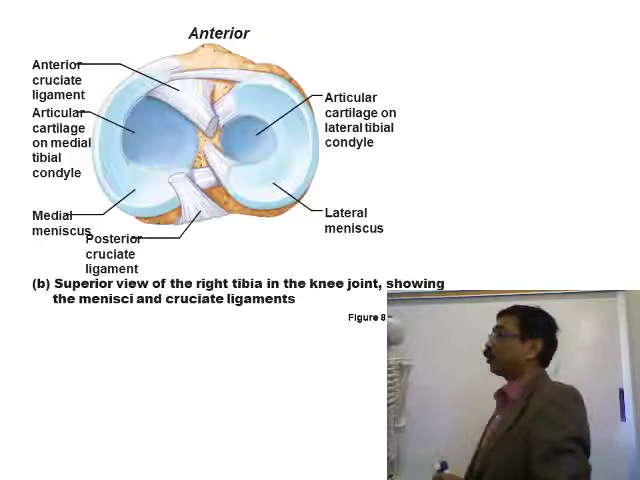 Anterior
Anterior
cruciate
ligament
Articular
cartilage
on medial
tibial
condyle
Medial
meniscus
Posterior
cruciate
ligament
Articular
cartilage on
lateral tibial
condyle
Lateral
meniscus
(b) Superior view of the right tibia in the knee joint, showing
the menisci and cruciate ligaments
Figure 8